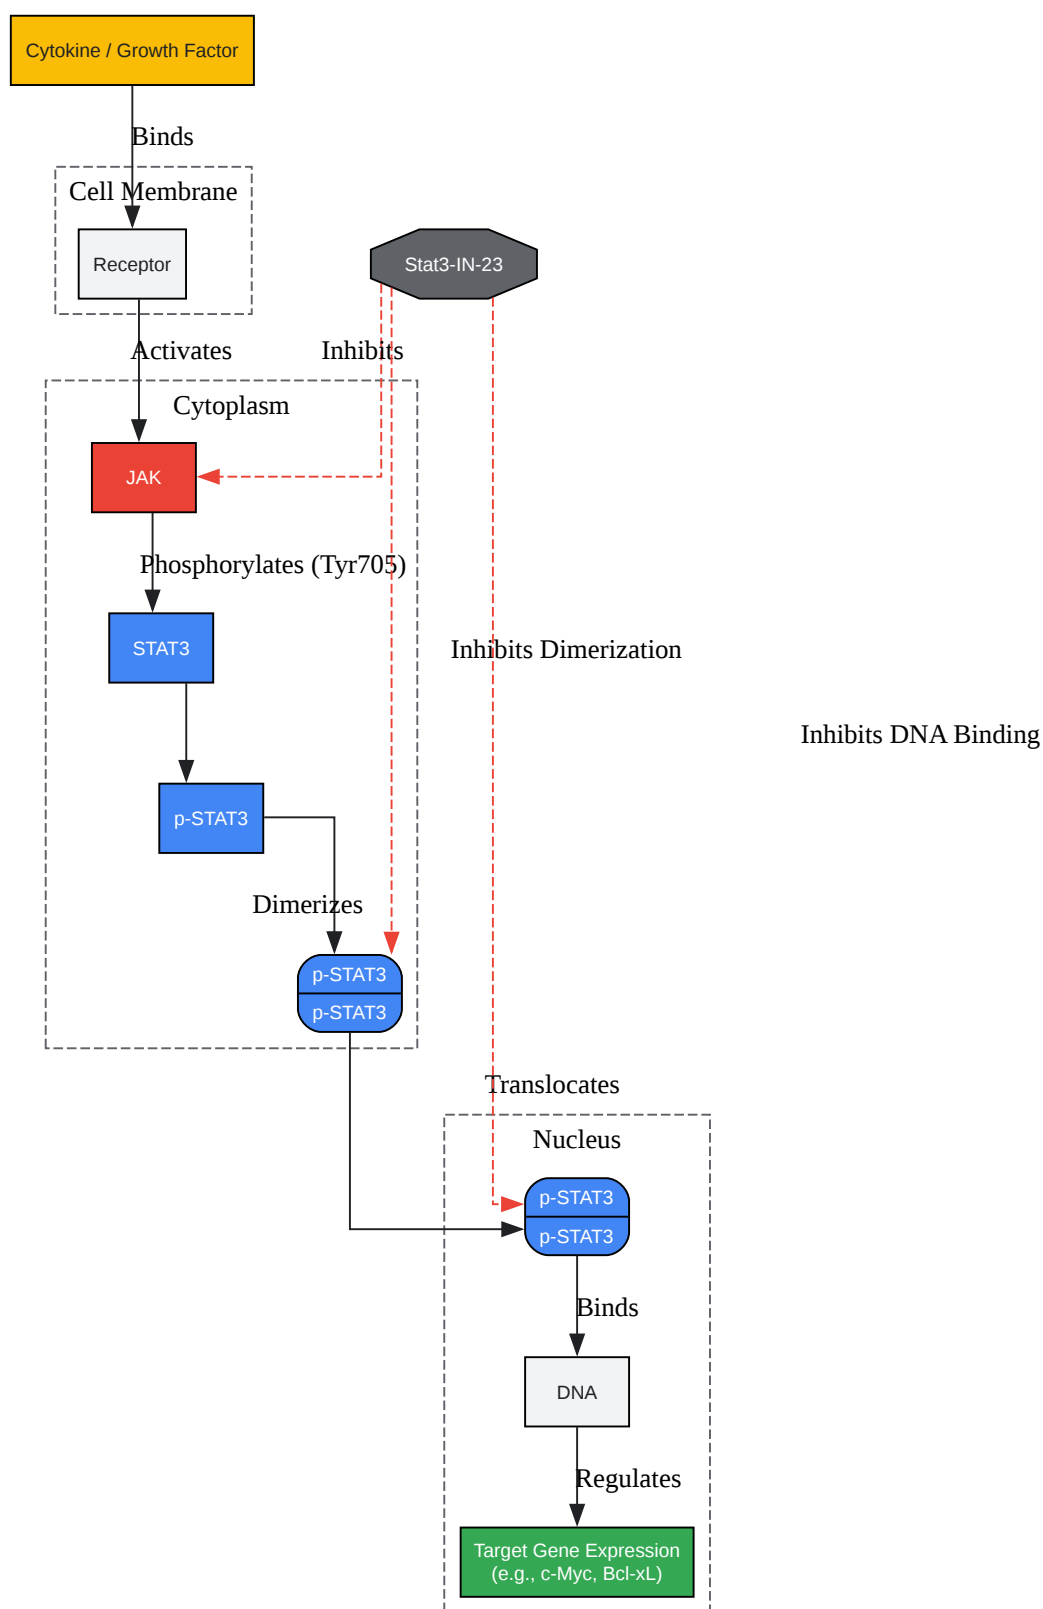 Cytokine / Growth Factor
Binds
Cell Membrane
Receptor
Stat3-IN-23
Activates
Inhibits
Cytoplasm
JAK
Phosphorylates (Tyr705)
STAT3
Inhibits Dimerization
Inhibits DNA Binding
p-STAT3
Dimerizes
p-STAT3
p-STAT3
Translocates
Nucleus
p-STAT3
p-STAT3
Binds
DNA
Regulates
Target Gene Expression
(e.g., c-Myc, Bcl-xL)